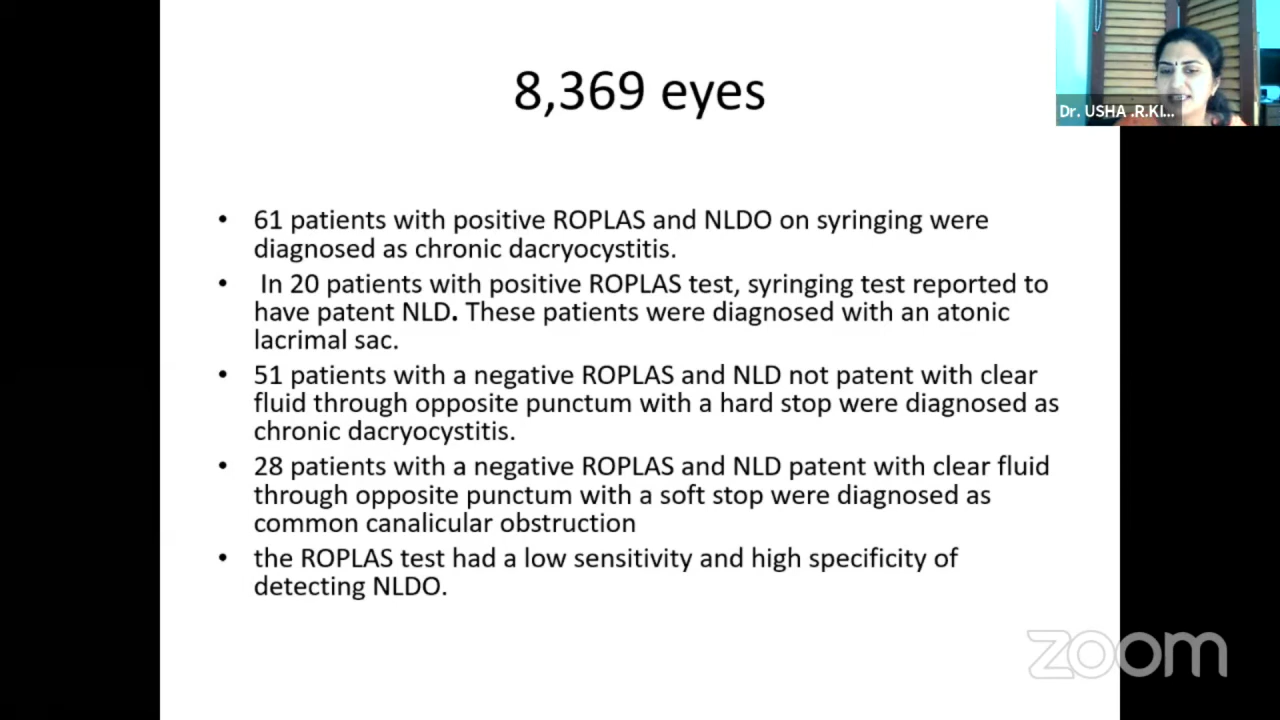 8,369 eyes
Dr. USHA .R.KI...
• 61 patients with positive ROPLAS and NLDO on syringing were
diagnosed as chronic dacryocystitis.
• In 20 patients with positive ROPLAS test, syringing test reported to
have patent NLD. These patients were diagnosed with an atonic
lacrimal sac.
• 51 patients with a negative ROPLAS and NLD not patent with clear
fluid through opposite punctum with a hard stop were diagnosed as
chronic dacryocystitis.
• 28 patients with a negative ROPLAS and NLD patent with clear fluid
through opposite punctum with a soft stop were diagnosed as
common canalicular obstruction
• the ROPLAS test had a low sensitivity and high specificity of
detecting NLDO.
zoom